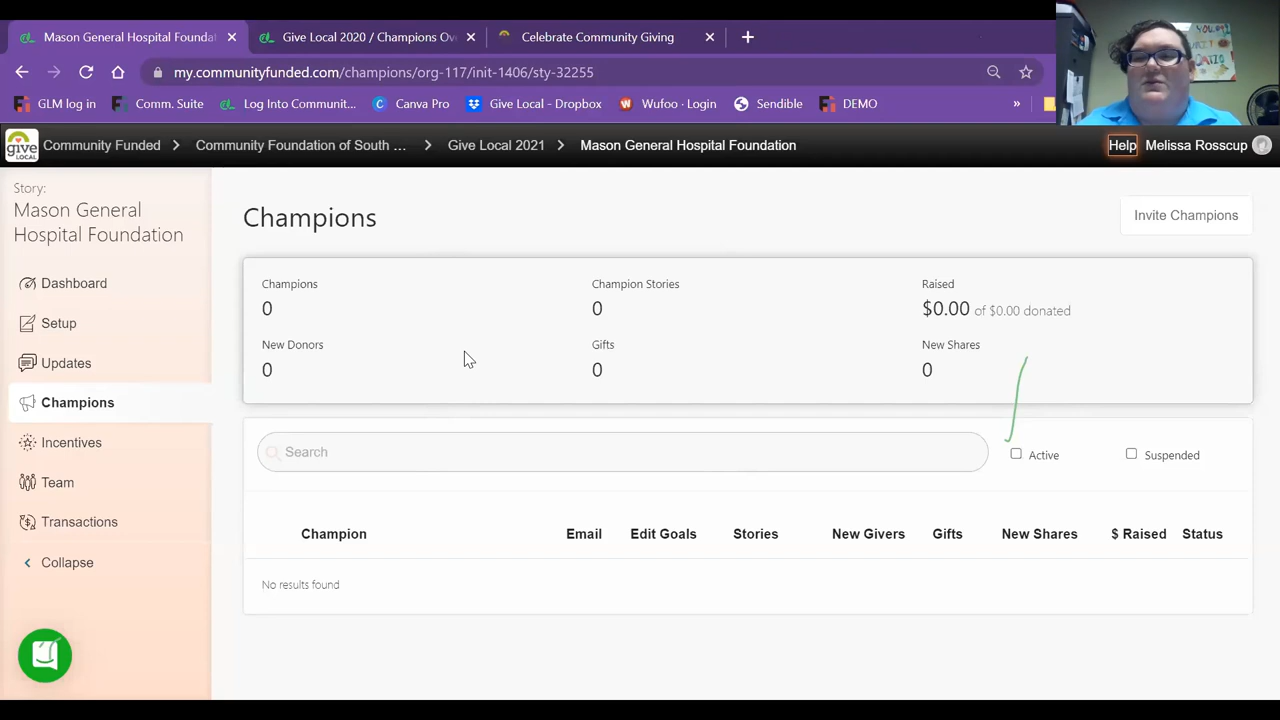 Mason General Hospital Founda
Give Local 2020 / Champions Ov
Celebrate Community Giving
my.communityfunded.com/champions/org-117/init-1406/sty-32255
GLM log in
Comm. Suite
Log Into Communit...
Canva Pro
Give Local - Dropbox
Wufoo · Login
Sendible
DEMO
»
give
LOCAL
Community Funded
Community Foundation of South ...
Give Local 2021
Mason General Hospital Foundation
Help
Melissa Rosscup
Story:
Mason General
Hospital Foundation
Dashboard
Setup
Updates
Champions
Incentives
Team
Transactions
Collapse
Champions
Invite Champions
Champions
0
Champion Stories
0
Raised
$0.00 of $0.00 donated
New Donors
0
Gifts
0
New Shares
0
Search
Active
Suspended
Champion
Email
Edit Goals
Stories
New Givers
Gifts
New Shares
$ Raised
Status
No results found